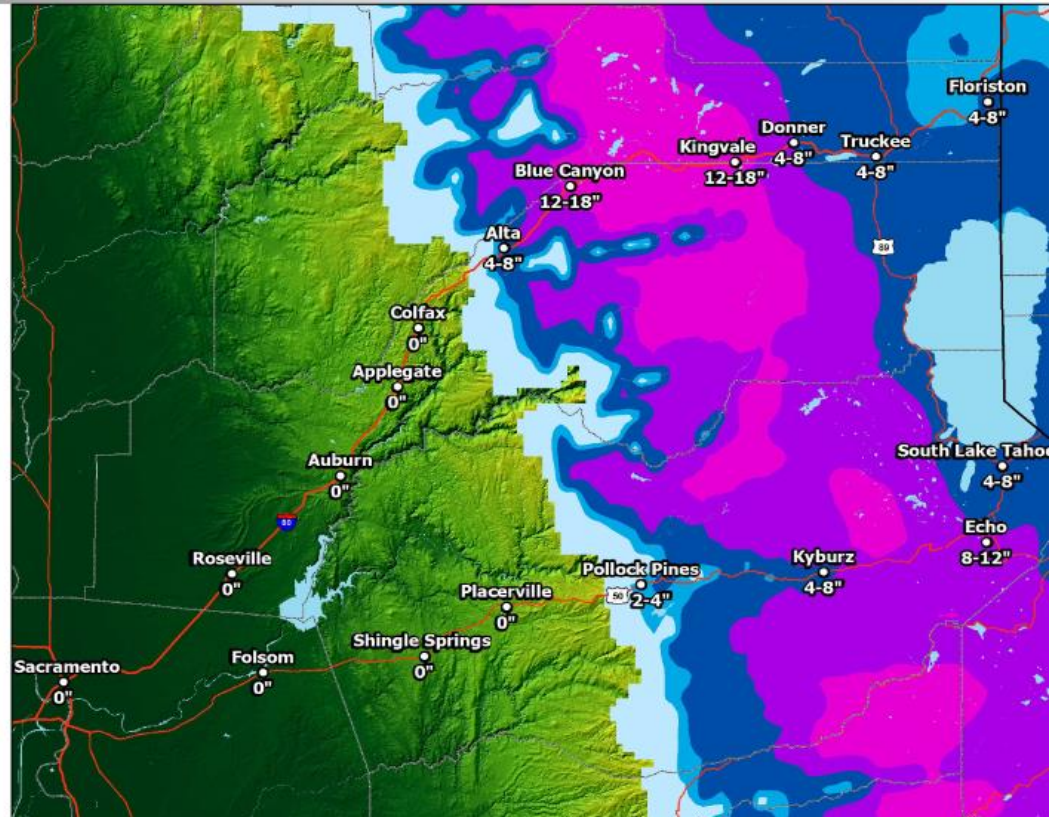 Floriston
4-8"
Donner
4-8"
Truckee
4-8"
Kingvale
12-18"
Blue Canyon
12-18"
Alta
4-8"
89
Colfax
0"
Applegate
0"
Auburn
0"
80
South Lake Tahoe
4-8"
Echo
8-12"
Kyburz
4-8"
Pollock Pines
50
2-4"
Roseville
0"
Placerville
0"
Shingle Springs
0"
Folsom
0"
Sacramento
0"